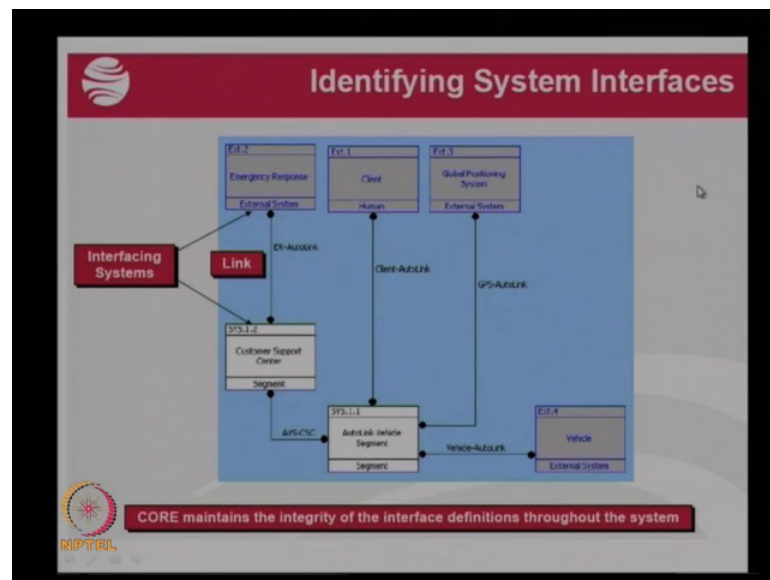 Identifying System Interfaces
Ext.2
Emergency Response
External System
Ext.1
Client
Human
Ext.3
Global Positioning
System
External System
Interfacing
Systems
Link
ER-AutoLink
Client-AutoLink
GPS-AutoLink
SYS.1.2
Customer Support
Center
Segment
AVS-CSC
SYS.1.1
AutoLink Vehicle
Segment
Segment
Vehicle-AutoLink
Ext.4
Vehicle
External System
CORE maintains the integrity of the interface definitions throughout the system
NPTEL